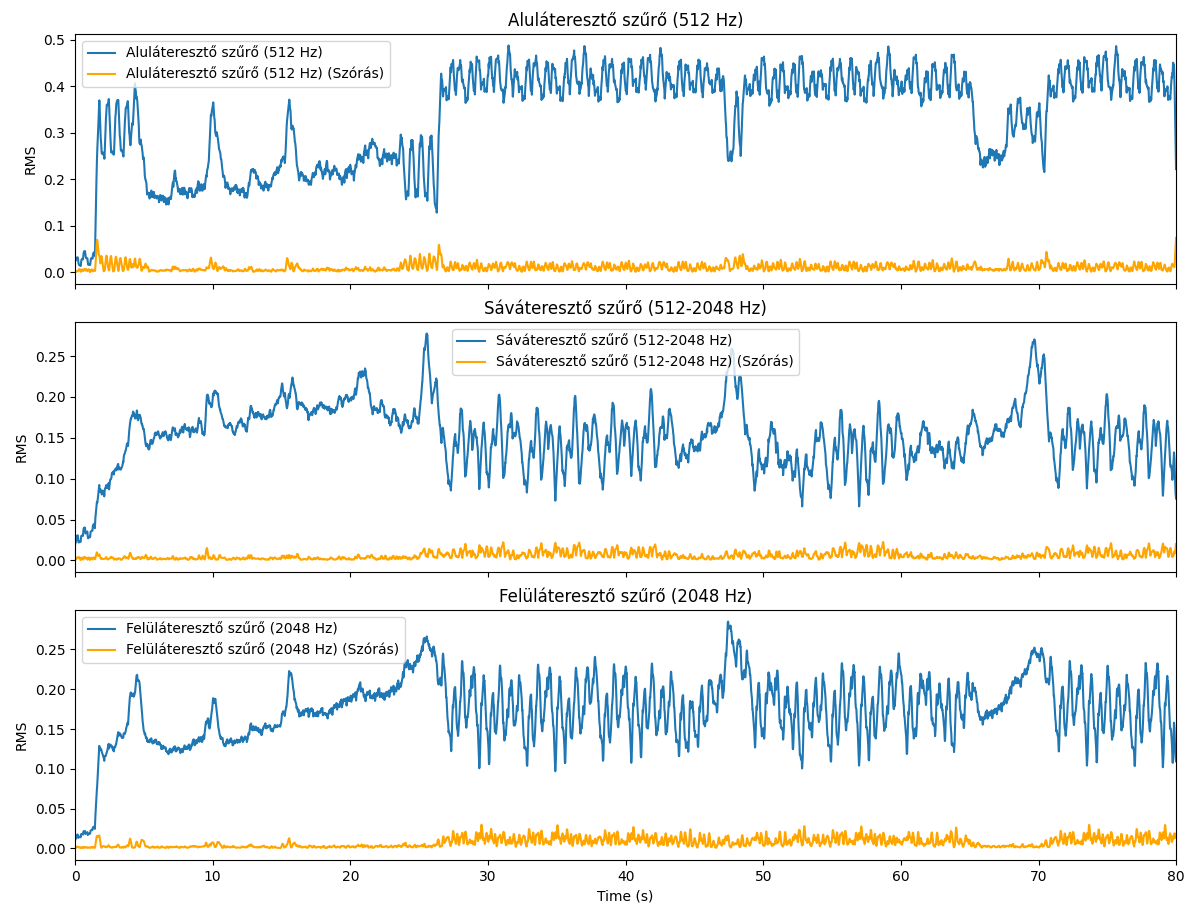 Aluláteresztő szűrő (512 Hz)
Aluláteresztő szűrő (512 Hz)
Aluláteresztő szűrő (512 Hz) (Szórás)
RMS
0.5
0.4
0.3
0.2
0.1
0.0
Sáváteresztő szűrő (512-2048 Hz)
Sáváteresztő szűrő (512-2048 Hz)
Sáváteresztő szűrő (512-2048 Hz) (Szórás)
RMS
0.25
0.20
0.15
0.10
0.05
0.00
Felüláteresztő szűrő (2048 Hz)
Felüláteresztő szűrő (2048 Hz)
Felüláteresztő szűrő (2048 Hz) (Szórás)
RMS
0.25
0.20
0.15
0.10
0.05
0.00
0 10 20 30 40 50 60 70 80
Time (s)